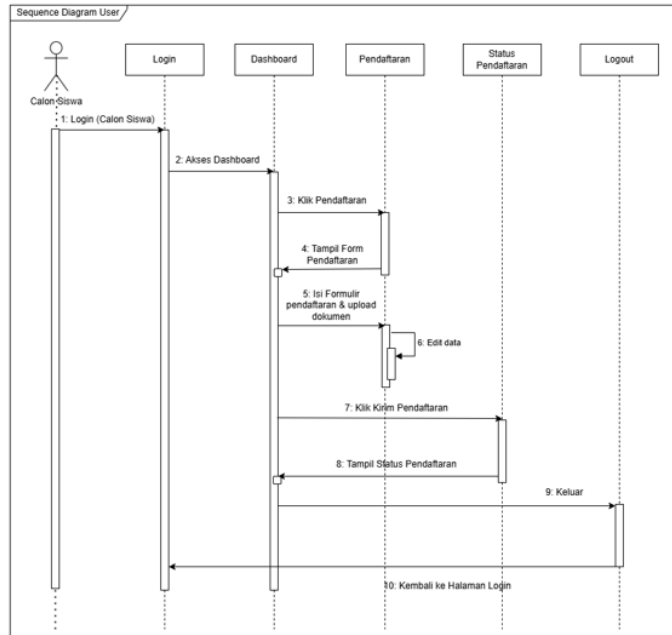 Sequence Diagram User
Login
Dashboard
Pendaftaran
Status
Pendaftaran
Logout
Calon Siswa
1: Login (Calon Siswa)
2: Akses Dashboard
3: Klik Pendaftaran
4: Tampil Form
Pendaftaran
5: Isi Formulir
pendaftaran & upload
dokumen
6: Edit data
7: Klik Kirim Pendaftaran
8: Tampil Status Pendaftaran
9: Keluar
10: Kembali ke Halaman Login